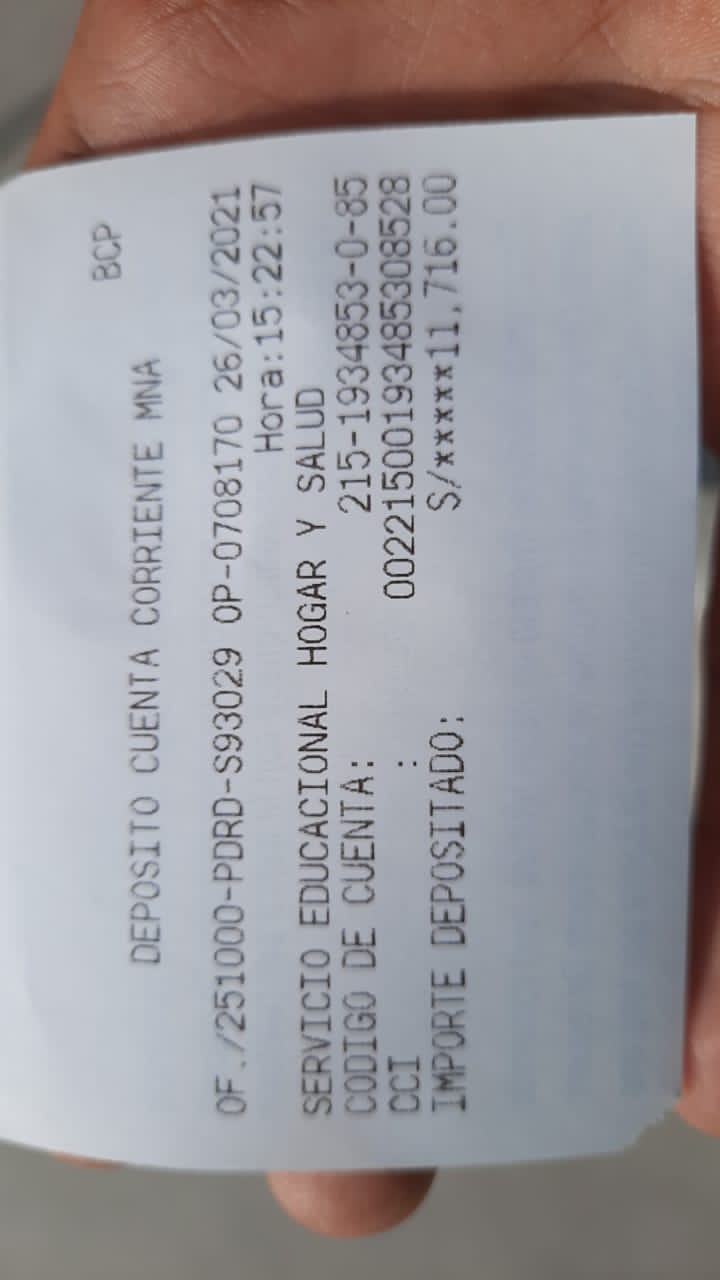 BCP
DEPOSITO CUENTA CORRIENTE MNA
OF./251000-PDRD-S93029 OP-0708170 26/03/2021
Hora:15:22:57
SERVICIO EDUCACIONAL HOGAR Y SALUD
CODIGO DE CUENTA: 215-1934853-0-85
CCI : 00221500193485308528
IMPORTE DEPOSITADO: S/*****11,716.00